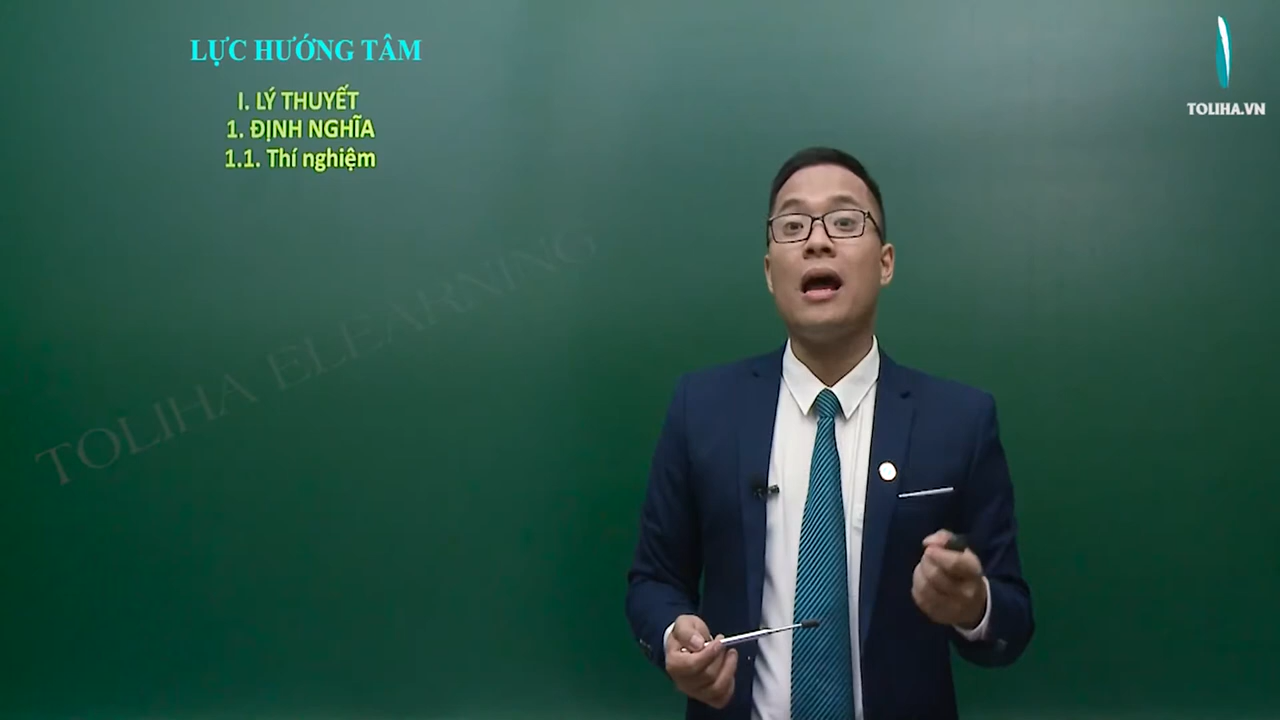 LỰC HƯỚNG TÂM
I. LÝ THUYẾT
1. ĐỊNH NGHĨA
1.1. Thí nghiệm
TOLIHA.VN
TOLIHA ELEARNING